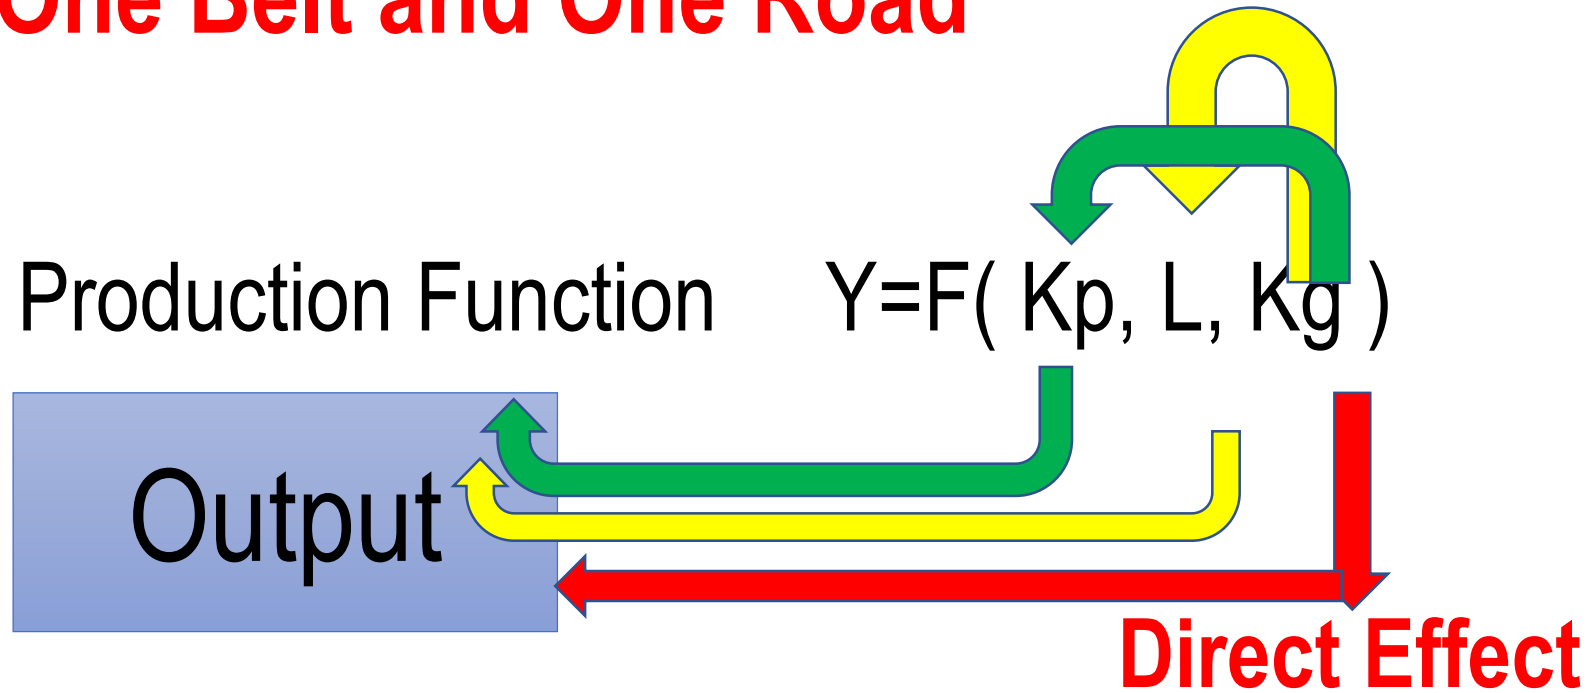 One Belt and One Road
Production Function Y=F( Kp, L, Kg )
Output
Direct Effect